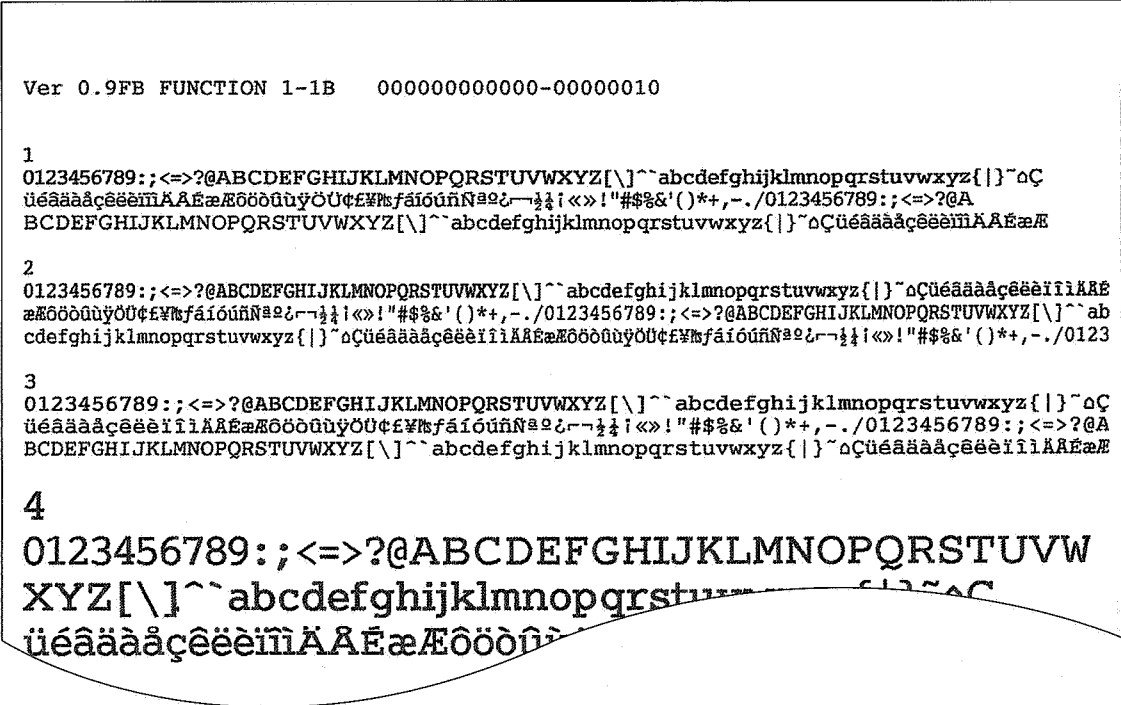 Ver 0.9FB FUNCTION 1-1B   000000000000-00000010
1
0123456789:;<=>?@ABCDEFGHIJKLMNOPQRSTUVWXYZ[\]^`abcdefghijklmnopqrstuvwxyz{|}~⌂Ç
üéâäàåçêëèïîìÄÅÉæÆôöòûùÿÖÜ¢£¥₧ƒáíóúñÑªº¿⌐¬½¼¡«»!"#$%&'()*+,-./0123456789:;<=>?@A
BCDEFGHIJKLMNOPQRSTUVWXYZ[\]^`abcdefghijklmnopqrstuvwxyz{|}~⌂ÇüéâäàåçêëèïîìÄÅÉæÆ
2
0123456789:;<=>?@ABCDEFGHIJKLMNOPQRSTUVWXYZ[\]^`abcdefghijklmnopqrstuvwxyz{|}~⌂ÇüéâäàåçêëèïîìÄÅÉ
æÆôöòûùÿÖÜ¢£¥₧ƒáíóúñÑªº¿⌐¬½¼¡«»!"#$%&'()*+,-./0123456789:;<=>?@ABCDEFGHIJKLMNOPQRSTUVWXYZ[\]^`ab
cdefghijklmnopqrstuvwxyz{|}~⌂ÇüéâäàåçêëèïîìÄÅÉæÆôöòûùÿÖÜ¢£¥₧ƒáíóúñÑªº¿⌐¬½¼¡«»!"#$%&'()*+,-./0123
3
0123456789:;<=>?@ABCDEFGHIJKLMNOPQRSTUVWXYZ[\]^`abcdefghijklmnopqrstuvwxyz{|}~⌂Ç
üéâäàåçêëèïîìÄÅÉæÆôöòûùÿÖÜ¢£¥₧ƒáíóúñÑªº¿⌐¬½¼¡«»!"#$%&'()*+,-./0123456789:;<=>?@A
BCDEFGHIJKLMNOPQRSTUVWXYZ[\]^`abcdefghijklmnopqrstuvwxyz{|}~⌂ÇüéâäàåçêëèïîìÄÅÉæÆ
4
0123456789:;<=>?@ABCDEFGHIJKLMNOPQRSTUVW
XYZ[\]^`abcdefghijklmnopqrstu
üéâäàåçêëèïîìÄÅÉæÆôöòûù